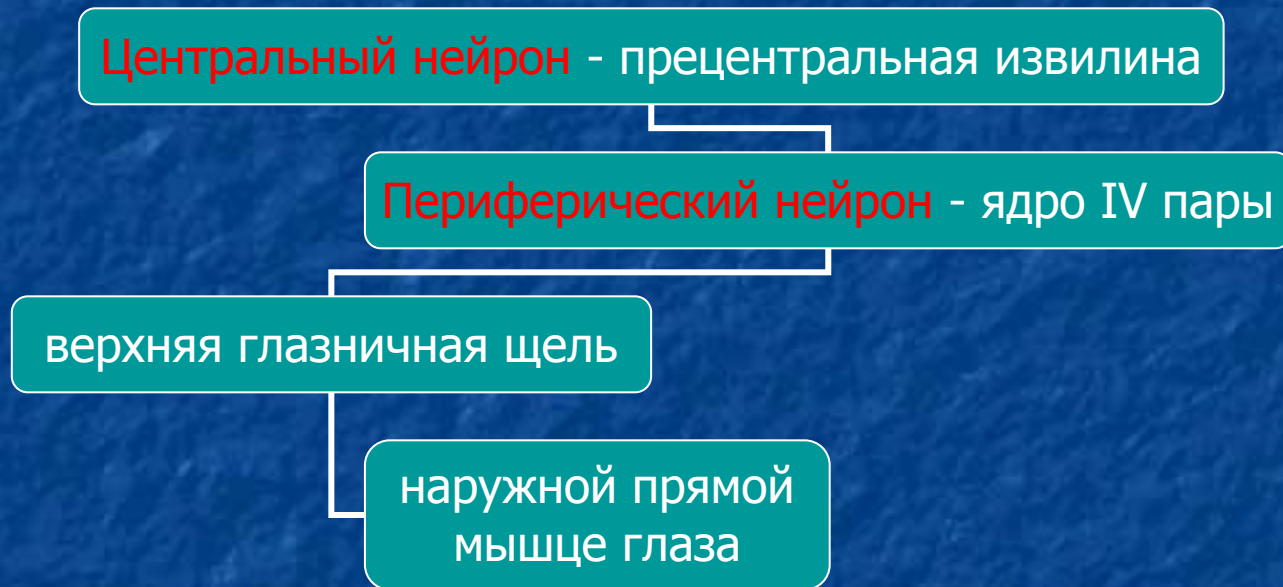 Центральный нейрон - прецентральная извилина
Периферический нейрон - ядро IV пары
верхняя глазничная щель
наружной прямой
мышце глаза